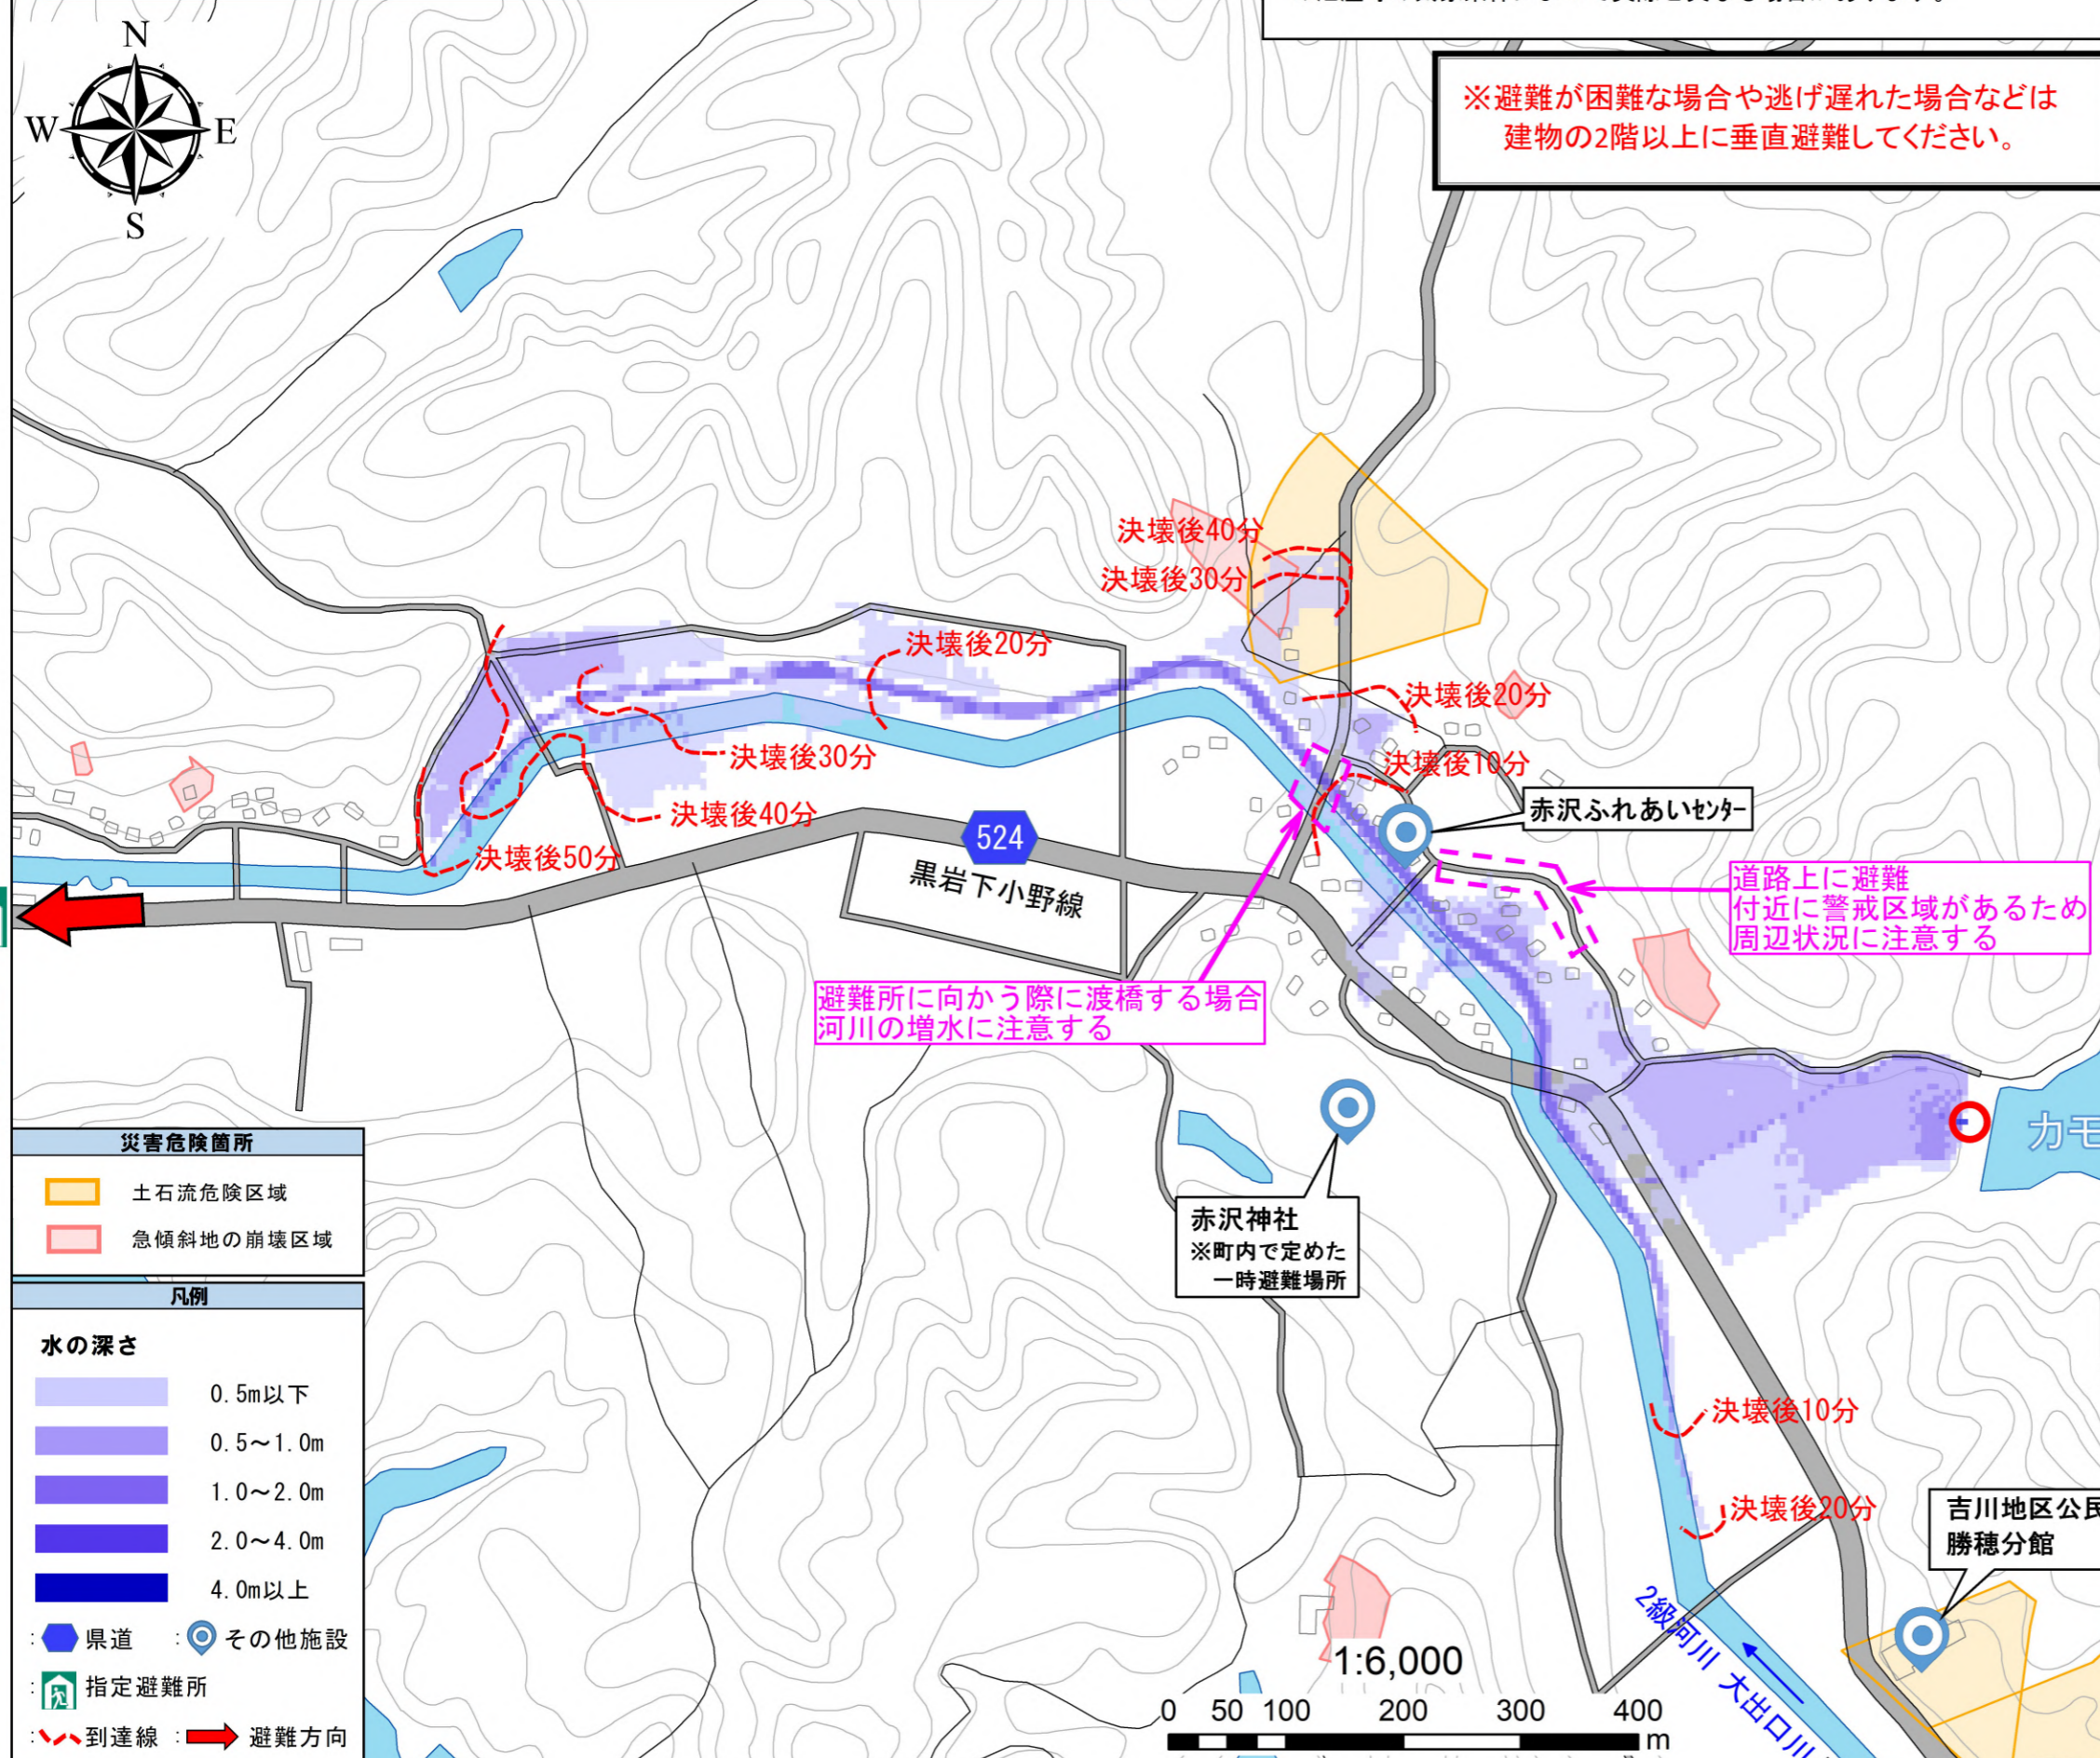 ※避難が困難な場合や逃げ遅れた場合などは
建物の2階以上に垂直避難してください。
N
W
E
S
決壊後40分
決壊後30分
決壊後20分
決壊後20分
決壊後10分
決壊後30分
決壊後40分
決壊後50分
524
黒岩下小野線
赤沢ふれあいセンター
道路上に避難
付近に警戒区域があるため
周辺状況に注意する
避難所に向かう際に渡橋する場合
河川の増水に注意する
カモ
赤沢神社
※町内で定めた
一時避難場所
決壊後10分
決壊後20分
吉川地区公民
勝穂分館
2級河川 大出口川
1:6,000
0 50 100 200 300 400
m
災害危険箇所
土石流危険区域
急傾斜地の崩壊区域
凡例
水の深さ
0.5m以下
0.5～1.0m
1.0～2.0m
2.0～4.0m
4.0m以上
:県道 :その他施設
:指定避難所
:到達線 :避難方向